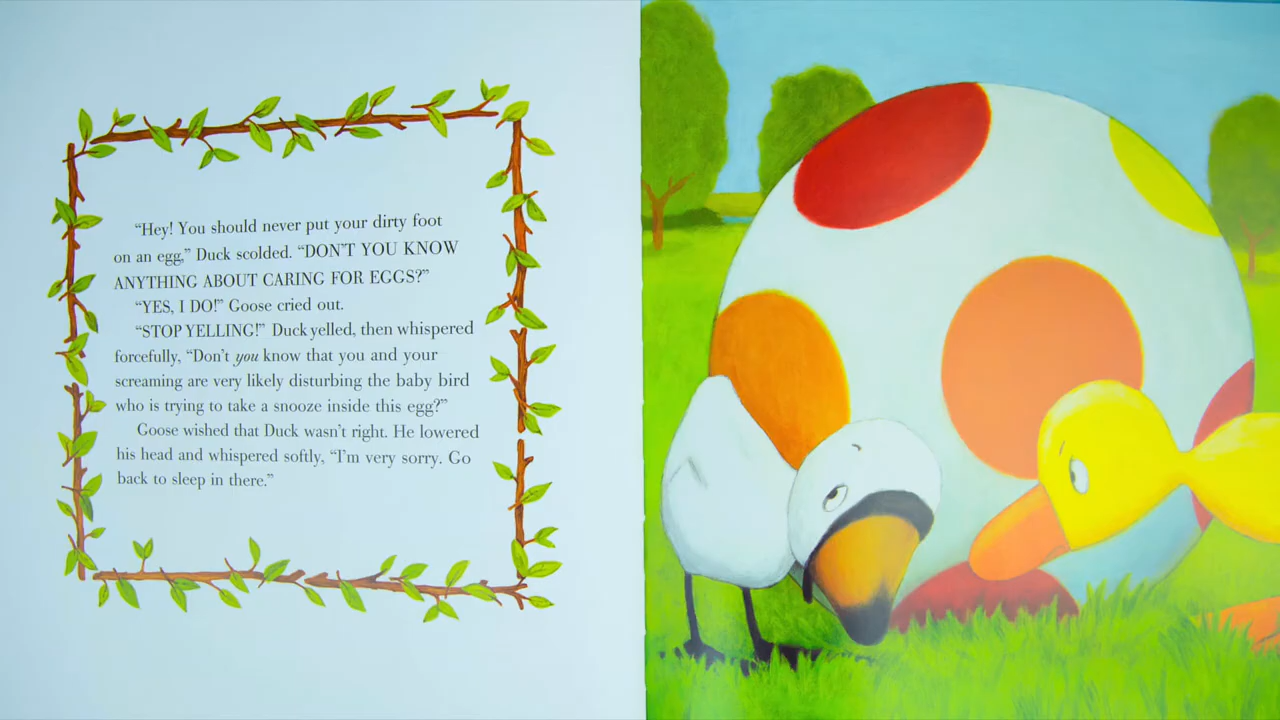 “Hey! You should never put your dirty foot
on an egg,” Duck scolded. “DON’T YOU KNOW
ANYTHING ABOUT CARING FOR EGGS?”
“YES, I DO!” Goose cried out.
“STOP YELLING!” Duck yelled, then whispered
forcefully, “Don’t you know that you and your
screaming are very likely disturbing the baby bird
who is trying to take a snooze inside this egg?”
Goose wished that Duck wasn’t right. He lowered
his head and whispered softly, “I’m very sorry. Go
back to sleep in there.”